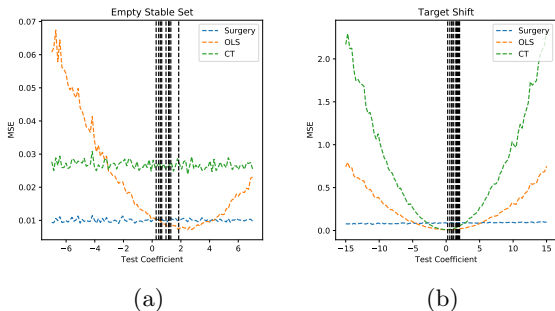 Empty Stable Set
0.07
0.06
0.05
0.04
0.03
0.02
0.01
MSE
Surgery
OLS
CT
−6 −4 −2 0 2 4 6
Test Coefficient
(a)
Target Shift
2.0
1.5
1.0
0.5
0.0
MSE
Surgery
OLS
CT
−15 −10 −5 0 5 10 15
Test Coefficient
(b)